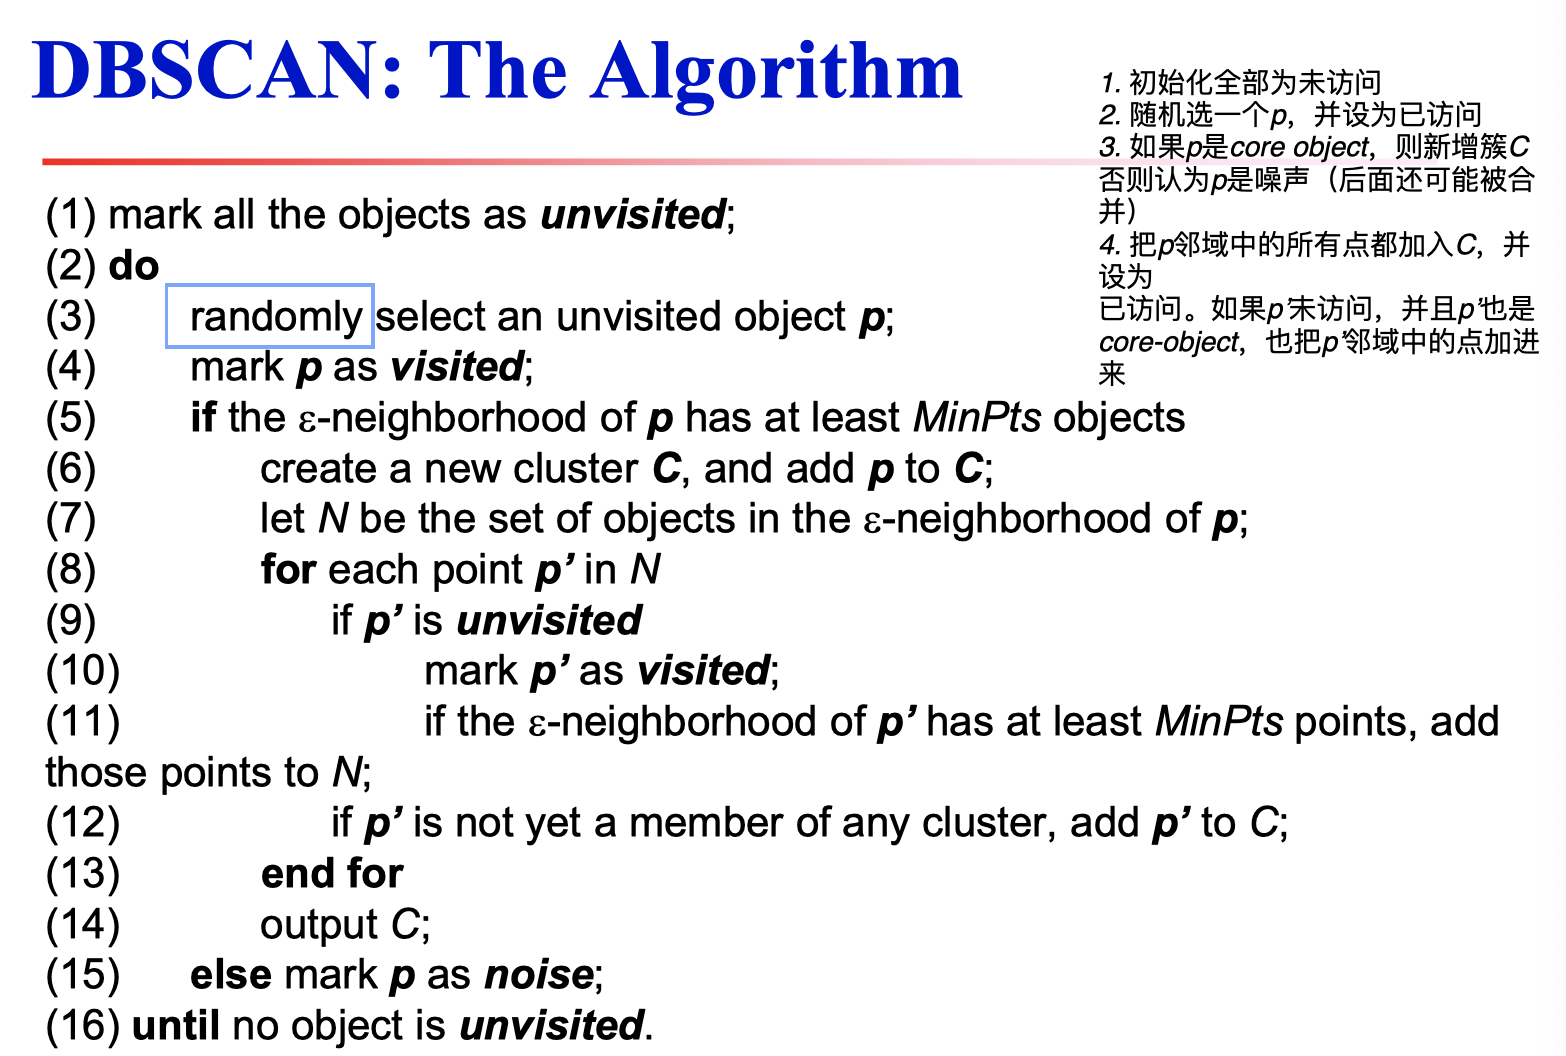 DBSCAN: The Algorithm
1. 初始化全部为未访问
2. 随机选一个p，并设为已访问
3. 如果p是core object，则新增簇C
否则认为p是噪声（后面还可能被合
并）
4. 把p邻域中的所有点都加入C，并
设为
已访问。如果p’未访问，并且p’也是
core-object，也把p’邻域中的点加进
来
(1) mark all the objects as unvisited;
(2) do
(3) randomly select an unvisited object p;
(4) mark p as visited;
(5) if the ε-neighborhood of p has at least MinPts objects
(6) create a new cluster C, and add p to C;
(7) let N be the set of objects in the ε-neighborhood of p;
(8) for each point p’ in N
(9) if p’ is unvisited
(10) mark p’ as visited;
(11) if the ε-neighborhood of p’ has at least MinPts points, add
those points to N;
(12) if p’ is not yet a member of any cluster, add p’ to C;
(13) end for
(14) output C;
(15) else mark p as noise;
(16) until no object is unvisited.